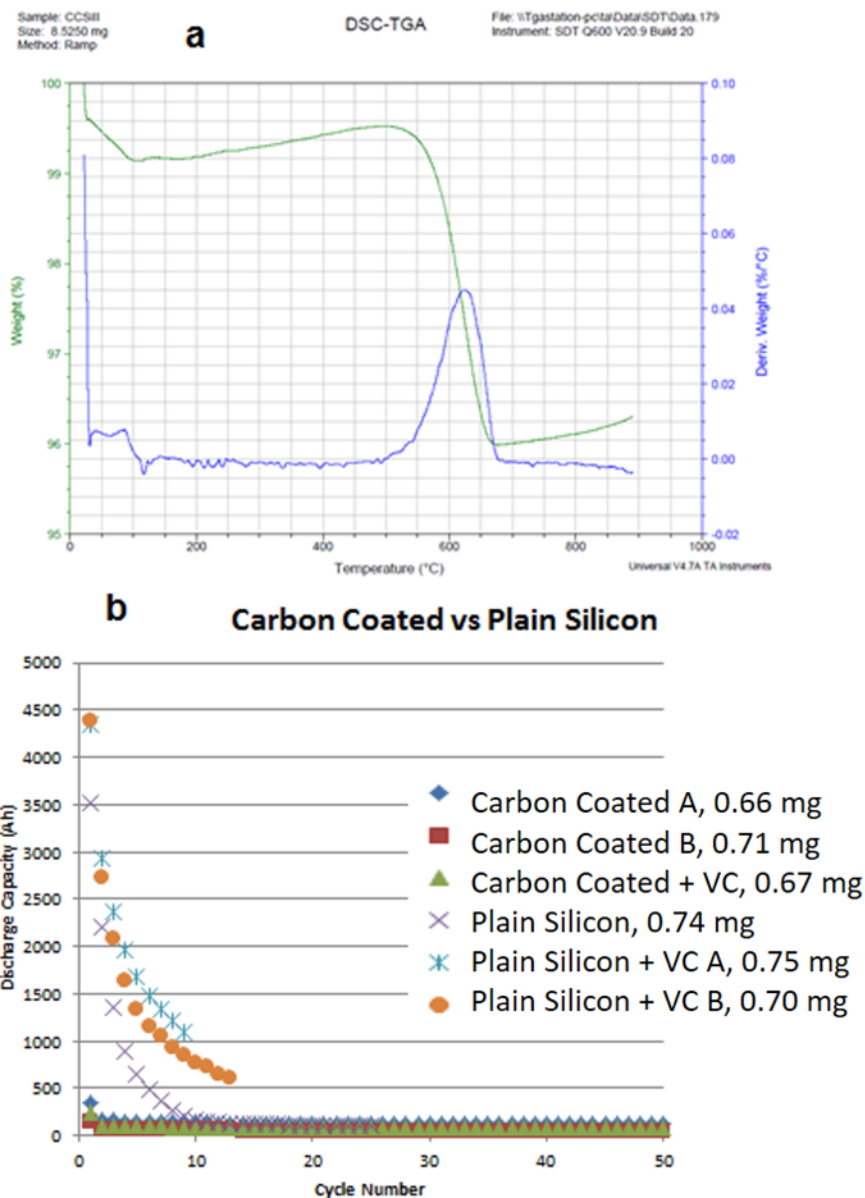 Sample: CCSiII
Size: 8.5250 mg
Method: Ramp
a
DSC-TGA
File: \\Tgastation-pc\ta\Data\SDT\Data.179
Instrument: SDT Q600 V20.9 Build 20
100
99
98
97
96
95
Weight (%)
0.10
0.08
0.06
0.04
0.02
0.00
-0.02
Deriv. Weight (%/°C)
0 200 400 600 800 1000
Temperature (°C)
Universal V4.7A TA Instruments
b
Carbon Coated vs Plain Silicon
5000
4500
4000
3500
3000
2500
2000
1500
1000
500
0
Discharge Capacity (Ah)
Carbon Coated A, 0.66 mg
Carbon Coated B, 0.71 mg
Carbon Coated + VC, 0.67 mg
Plain Silicon, 0.74 mg
Plain Silicon + VC A, 0.75 mg
Plain Silicon + VC B, 0.70 mg
0 10 20 30 40 50
Cycle Number